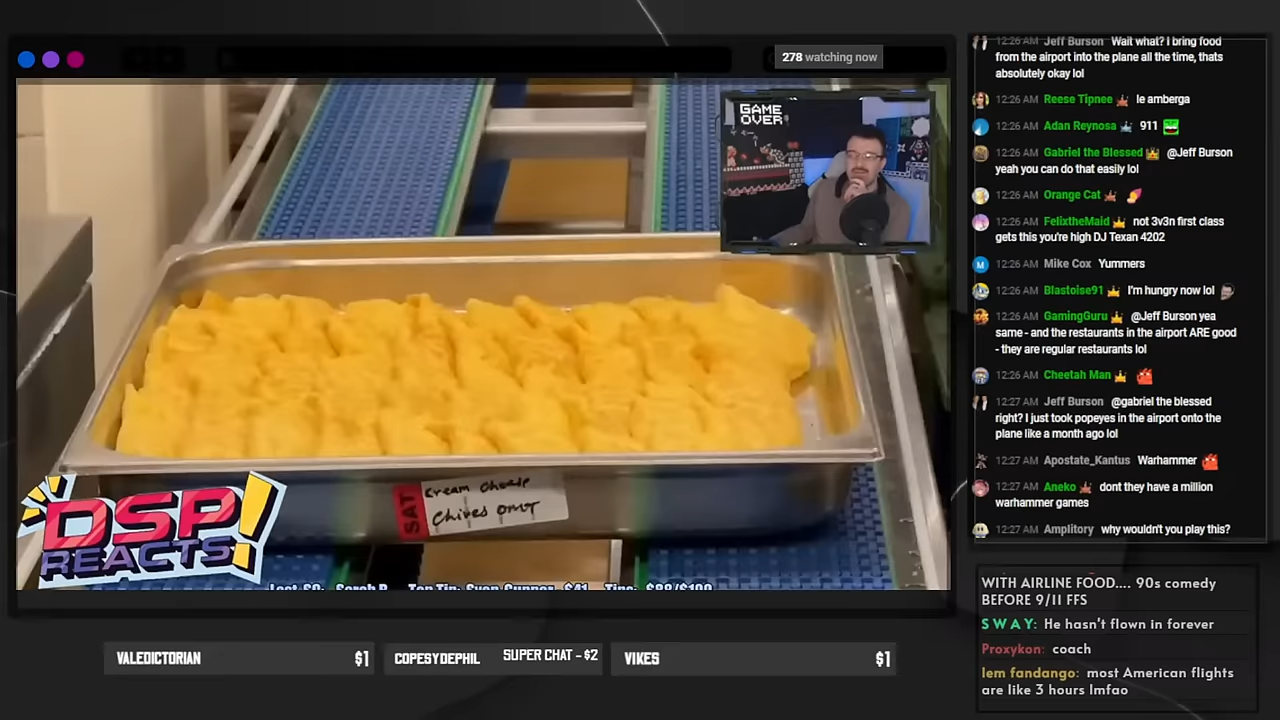 278 watching now
GAME
OVER
SAT
Cream Cheese
Chives OMT
DSP
REACTS!
VALEDICTORIAN $1
COPESYDEPHIL SUPER CHAT - $2
VIKES $1
12:26 AM Jeff Burson Wait what? I bring food
from the airport into the plane all the time, thats
absolutely okay lol
12:26 AM Reese Tipnee le amberga
12:26 AM Adan Reynosa 911
12:26 AM Gabriel the Blessed @Jeff Burson
yeah you can do that easily lol
12:26 AM Orange Cat
12:26 AM FelixtheMaid not 3v3n first class
gets this you're high DJ Texan 4202
12:26 AM Mike Cox Yummers
12:26 AM Blastoise91 I'm hungry now lol
12:26 AM GamingGuru @Jeff Burson yea
same - and the restaurants in the airport ARE good
- they are regular restaurants lol
12:26 AM Cheetah Man
12:27 AM Jeff Burson @gabriel the blessed
right? I just took popeyes in the airport onto the
plane like a month ago lol
12:27 AM Apostate_Kantus Warhammer
12:27 AM Aneko dont they have a million
warhammer games
12:27 AM Amplitory why wouldn't you play this?
WITH AIRLINE FOOD.... 90s comedy
BEFORE 9/11 FFS
S W A Y: He hasn't flown in forever
Proxykon: coach
lem fandango: most American flights
are like 3 hours lmfao